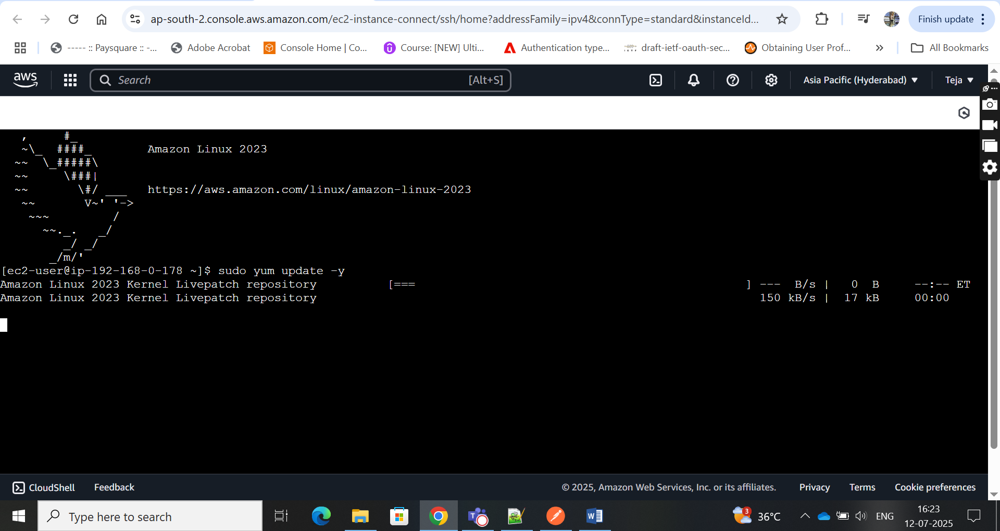 ap-south-2.console.aws.amazon.com/ec2-instance-connect/ssh/home?addressFamily=ipv4&connType=standard&instanceId...
Finish update
----- :: Paysquare :: -...
Adobe Acrobat
Console Home | Co...
Course: [NEW] Ulti...
Authentication type...
draft-ietf-oauth-sec...
Obtaining User Prof...
All Bookmarks
aws
Search
[Alt+S]
Asia Pacific (Hyderabad)
Teja
   ,     #_
   ~\_  ####_        Amazon Linux 2023
  ~~  \_#####\
  ~~     \###|
  ~~       \#/ ___   https://aws.amazon.com/linux/amazon-linux-2023
   ~~       V~' '->
    ~~~         /
      ~~._.   _/
         _/ _/
       _/m/'
[ec2-user@ip-192-168-0-178 ~]$ sudo yum update -y
Amazon Linux 2023 Kernel Livepatch repository          [===                                               ] ---  B/s |   0  B     --:-- ET
Amazon Linux 2023 Kernel Livepatch repository                                                               150 kB/s |  17 kB     00:00
CloudShell
Feedback
© 2025, Amazon Web Services, Inc. or its affiliates.
Privacy
Terms
Cookie preferences
Type here to search
3
36°C
ENG
16:23
12-07-2025